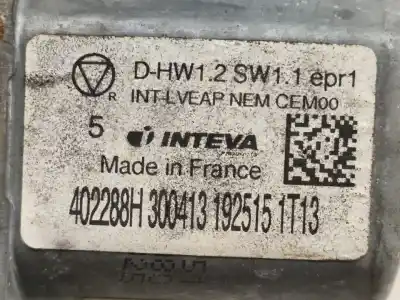 D-HW1.2 SW1.1 epr1
R INT-LVEAP NEM CEM00
5 INTEVA
Made in France
402288H 300413 192515 1T13